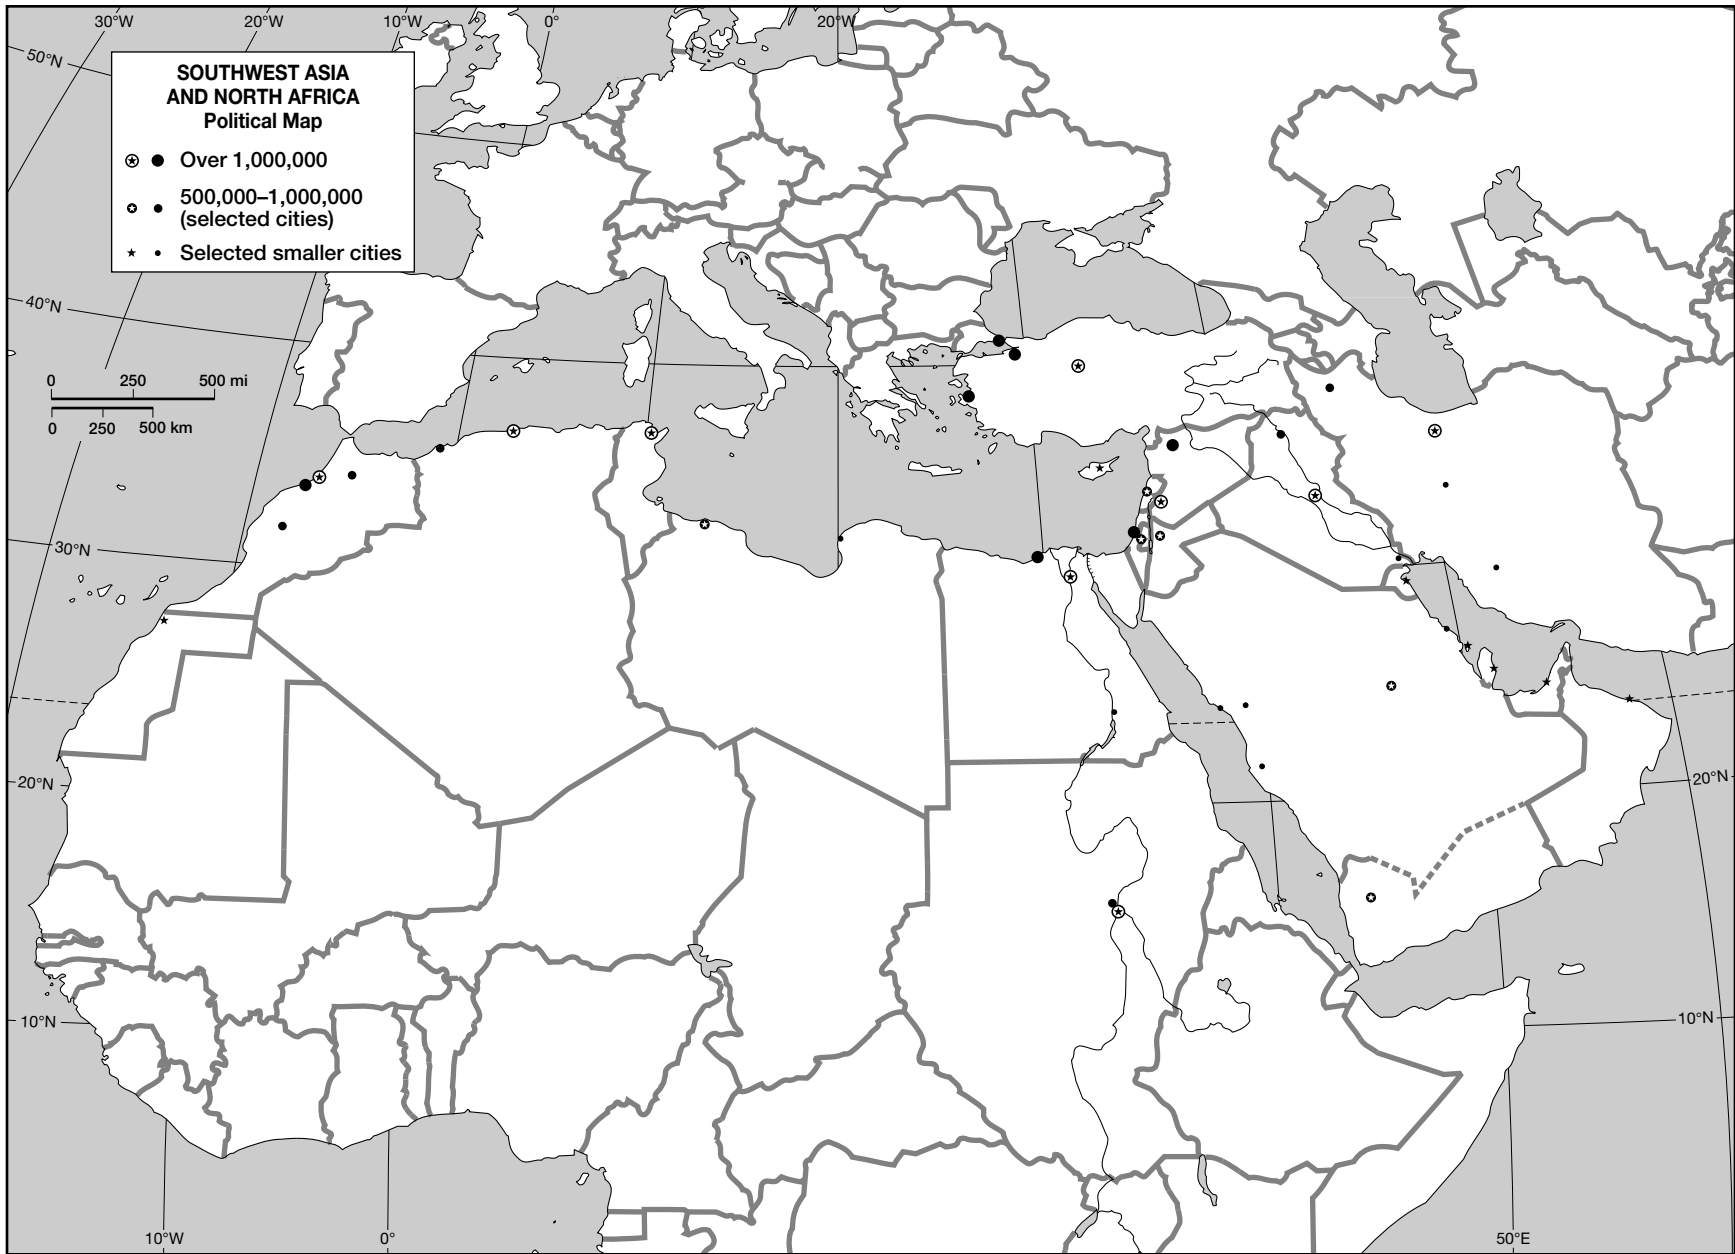 30°W 20°W 10°W 0° 20°W
50°N
SOUTHWEST ASIA
AND NORTH AFRICA
Political Map
Over 1,000,000
500,000–1,000,000
(selected cities)
Selected smaller cities
40°N
0 250 500 mi
0 250 500 km
30°N
20°N 20°N
10°N 10°N
10°W 0° 50°E